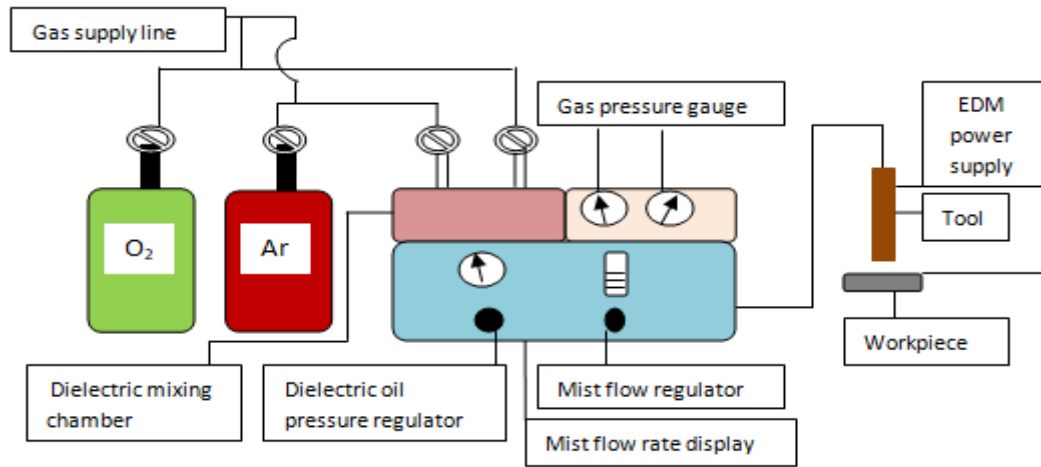 Gas supply line
Gas pressure gauge
EDM
power
supply
O₂
Ar
Tool
Workpiece
Dielectric mixing
chamber
Dielectric oil
pressure regulator
Mist flow regulator
Mist flow rate display